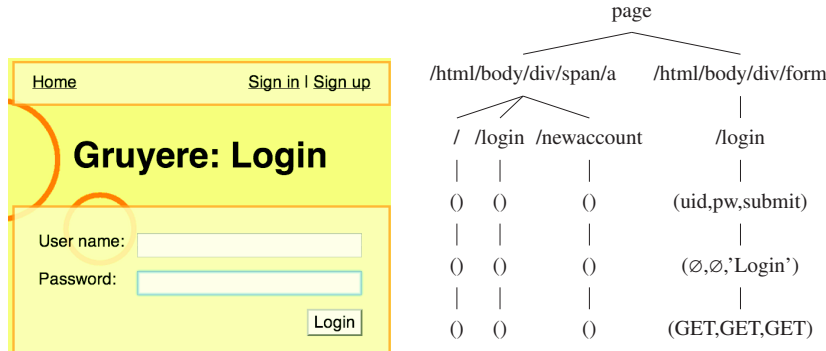 Home Sign in | Sign up
Gruyere: Login
User name:
Password:
Login
page
/html/body/div/span/a /html/body/div/form
/ /login /newaccount /login
() () () (uid,pw,submit)
() () () (∅,∅,’Login’)
() () () (GET,GET,GET)